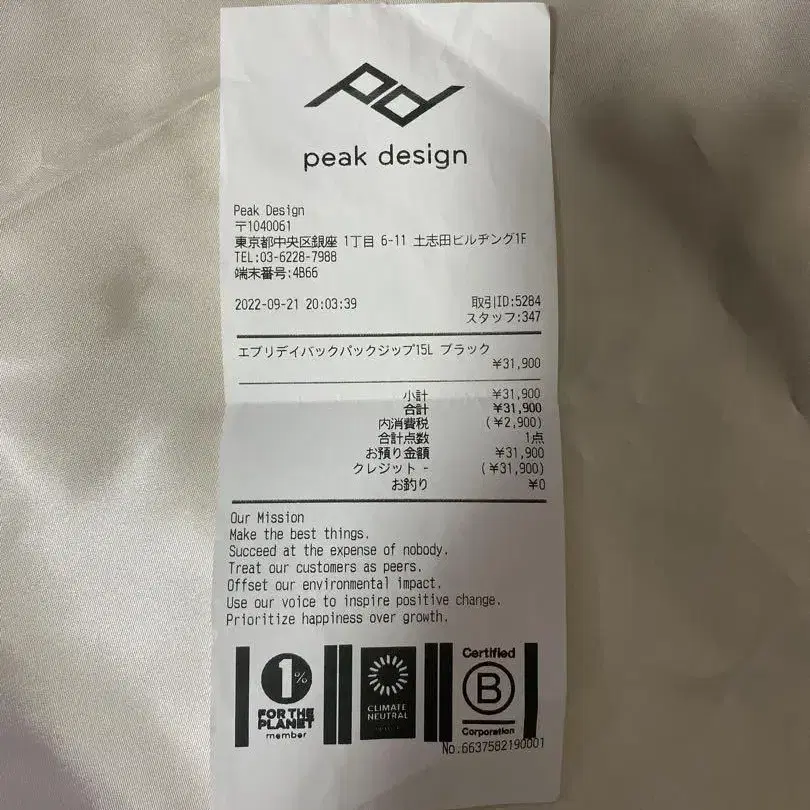 peak design
Peak Design
〒1040061
東京都中央区銀座 1丁目 6-11 土志田ビルヂング1F
TEL:03-6228-7988
端末番号:4B66
2022-09-21 20:03:39 取引ID:5284
スタッフ:347
エブリデイバックパックジップ15L ブラック
¥31,900
小計 ¥31,900
合計 ¥31,900
内消費税 (¥2,900)
合計点数 1点
お預り金額 ¥31,900
クレジット - (¥31,900)
お釣り ¥0
Our Mission
Make the best things.
Succeed at the expense of nobody.
Treat our customers as peers.
Offset our environmental impact.
Use our voice to inspire positive change.
Prioritize happiness over growth.
1%
FOR THE
PLANET
member
CLIMATE
NEUTRAL
Certified
B
Corporation
No:6637582190001